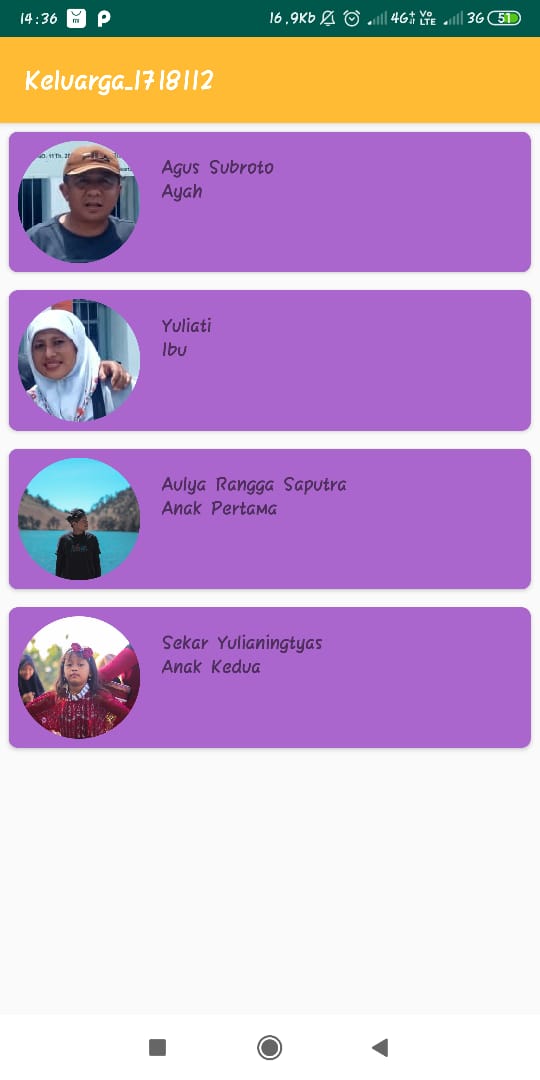 14:36 16,9Kb 4G+ Vo LTE 3G 51
Keluarga_1718112
Agus Subroto
Ayah
Yuliati
Ibu
Aulya Rangga Saputra
Anak Pertama
Sekar Yulianingtyas
Anak Kedua